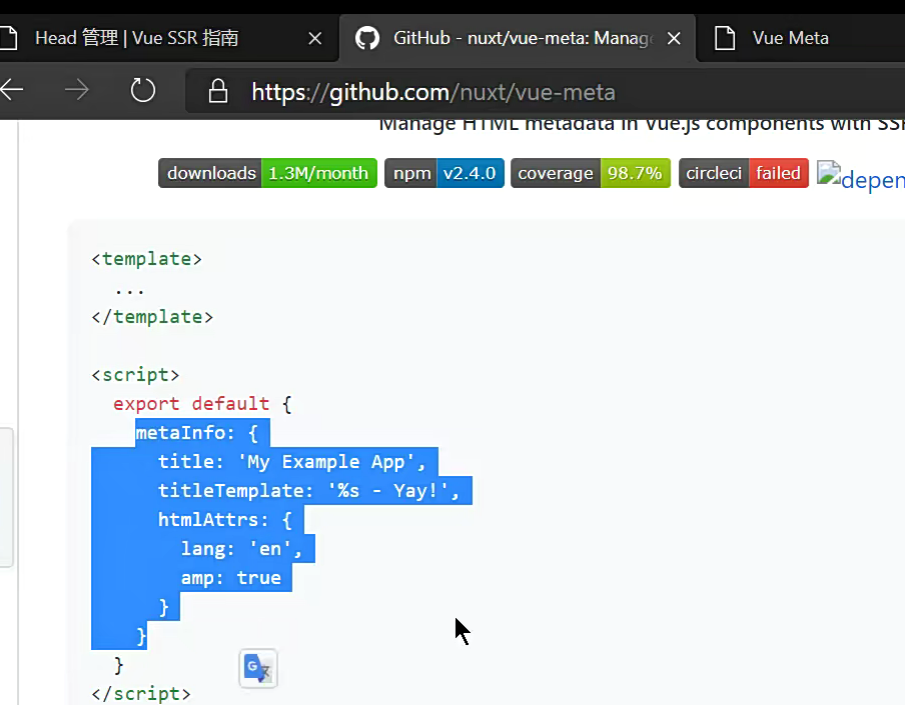 Head 管理 | Vue SSR 指南
GitHub - nuxt/vue-meta: Manag
Vue Meta
https://github.com/nuxt/vue-meta
Manage HTML metadata in Vue.js components with SSR
downloads 1.3M/month npm v2.4.0 coverage 98.7% circleci failed depen
<template>
...
</template>
<script>
export default {
metaInfo: {
title: 'My Example App',
titleTemplate: '%s - Yay!',
htmlAttrs: {
lang: 'en',
amp: true
}
}
}
</script>